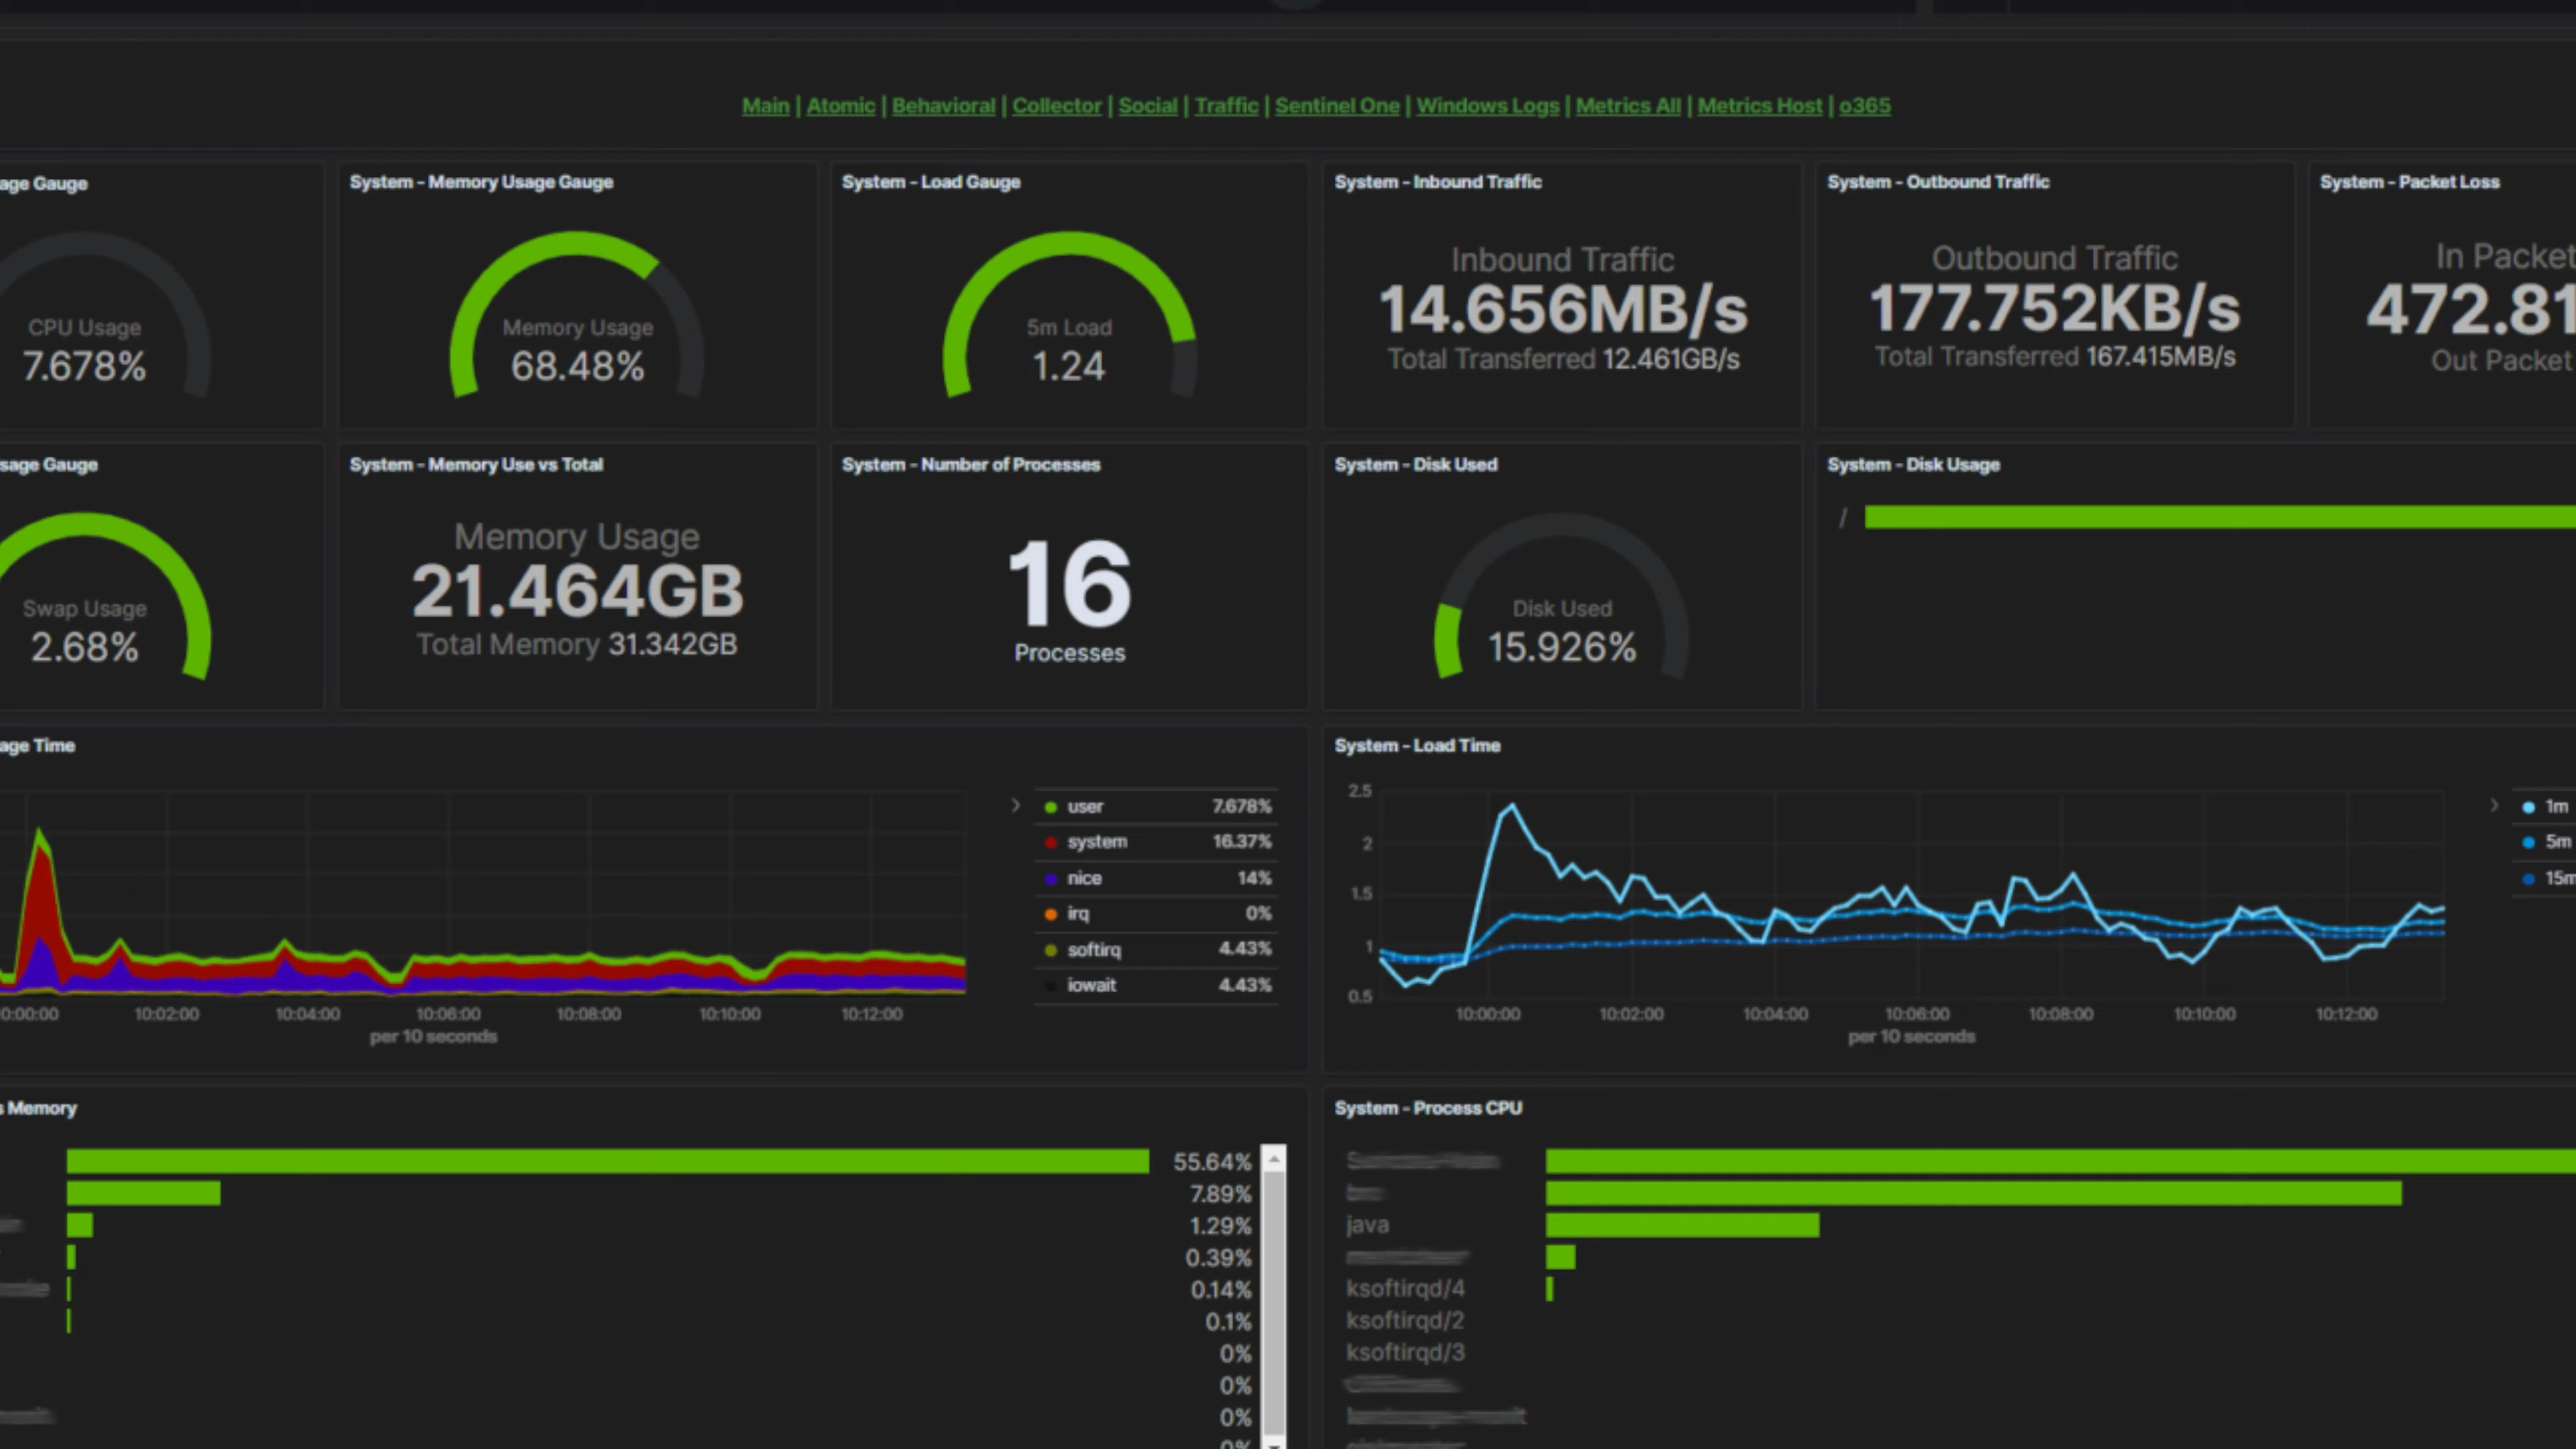 Main | Atomic | Behavioral | Collector | Social | Traffic | Sentinel One | Windows Logs | Metrics All | Metrics Host | o365
age Gauge
CPU Usage
7.678%
System - Memory Usage Gauge
Memory Usage
68.48%
System - Load Gauge
5m Load
1.24
System - Inbound Traffic
Inbound Traffic
14.656MB/s
Total Transferred 12.461GB/s
System - Outbound Traffic
Outbound Traffic
177.752KB/s
Total Transferred 167.415MB/s
System - Packet Loss
In Packet
472.81
Out Packet
sage Gauge
Swap Usage
2.68%
System - Memory Use vs Total
Memory Usage
21.464GB
Total Memory 31.342GB
System - Number of Processes
16
Processes
System - Disk Used
Disk Used
15.926%
System - Disk Usage
/
age Time
0:00:00 10:02:00 10:04:00 10:06:00 10:08:00 10:10:00 10:12:00
per 10 seconds
user 7.678%
system 16.37%
nice 14%
irq 0%
softirq 4.43%
iowait 4.43%
System - Load Time
2.5
2
1.5
1
0.5
10:00:00 10:02:00 10:04:00 10:06:00 10:08:00 10:10:00 10:12:00
per 10 seconds
1m
5m
15m
s Memory
55.64%
7.89%
1.29%
0.39%
0.14%
0.1%
0%
0%
0%
0%
System - Process CPU
java
ksoftirqd/4
ksoftirqd/2
ksoftirqd/3